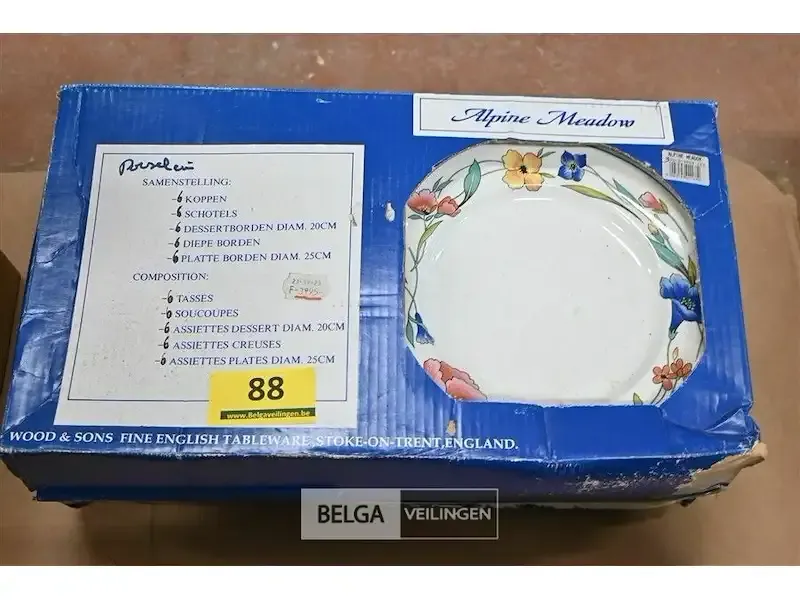 Alpine Meadow
ALPINE MEADOW
Porselein
SAMENSTELLING:
-6 KOPPEN
-6 SCHOTELS
-6 DESSERTBORDEN DIAM. 20CM
-6 DIEPE BORDEN
-6 PLATTE BORDEN DIAM. 25CM
COMPOSITION:
-6 TASSES
-6 SOUCOUPES
-6 ASSIETTES DESSERT DIAM. 20CM
-6 ASSIETTES CREUSES
-6 ASSIETTES PLATES DIAM. 25CM
88
www.Belgaveilingen.be
WOOD & SONS FINE ENGLISH TABLEWARE, STOKE-ON-TRENT, ENGLAND.
BELGA VEILINGEN